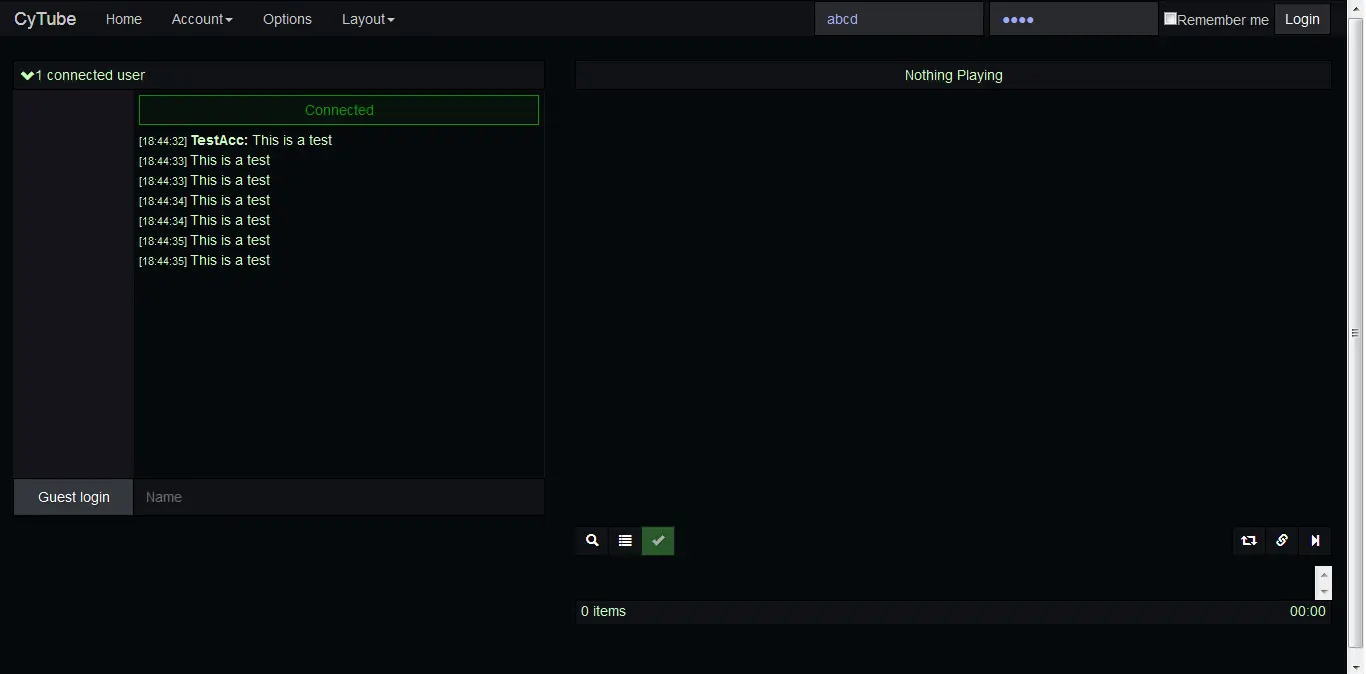 CyTube Home Account Options Layout abcd •••• Remember me Login
1 connected user
Nothing Playing
Connected
[18:44:32] TestAcc: This is a test
[18:44:33] This is a test
[18:44:33] This is a test
[18:44:34] This is a test
[18:44:34] This is a test
[18:44:35] This is a test
[18:44:35] This is a test
Guest login Name
0 items 00:00